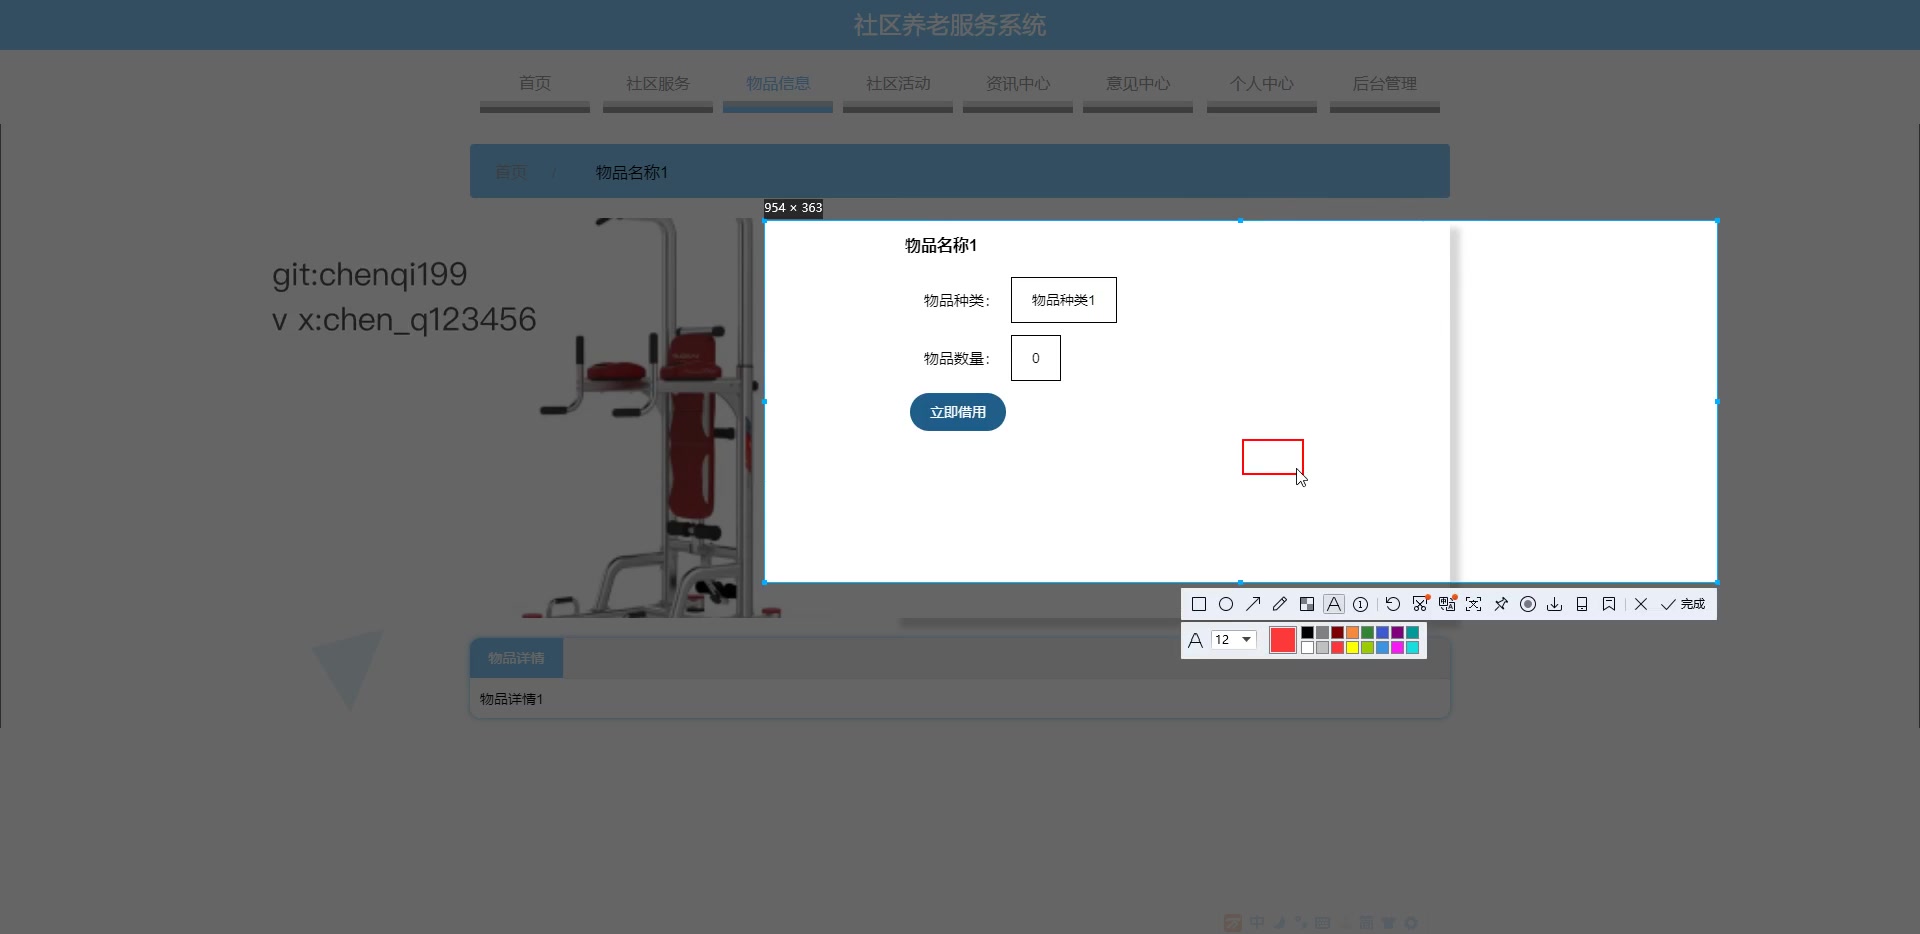 社区养老服务系统
首页 社区服务 物品信息 社区活动 资讯中心 意见中心 个人中心 后台管理
首页 / 物品名称1
954 × 363
物品名称1
git:chenqi199
v x:chen_q123456
物品种类： 物品种类1
物品数量： 0
立即借用
完成
A 12
物品详情
物品详情1
中 简